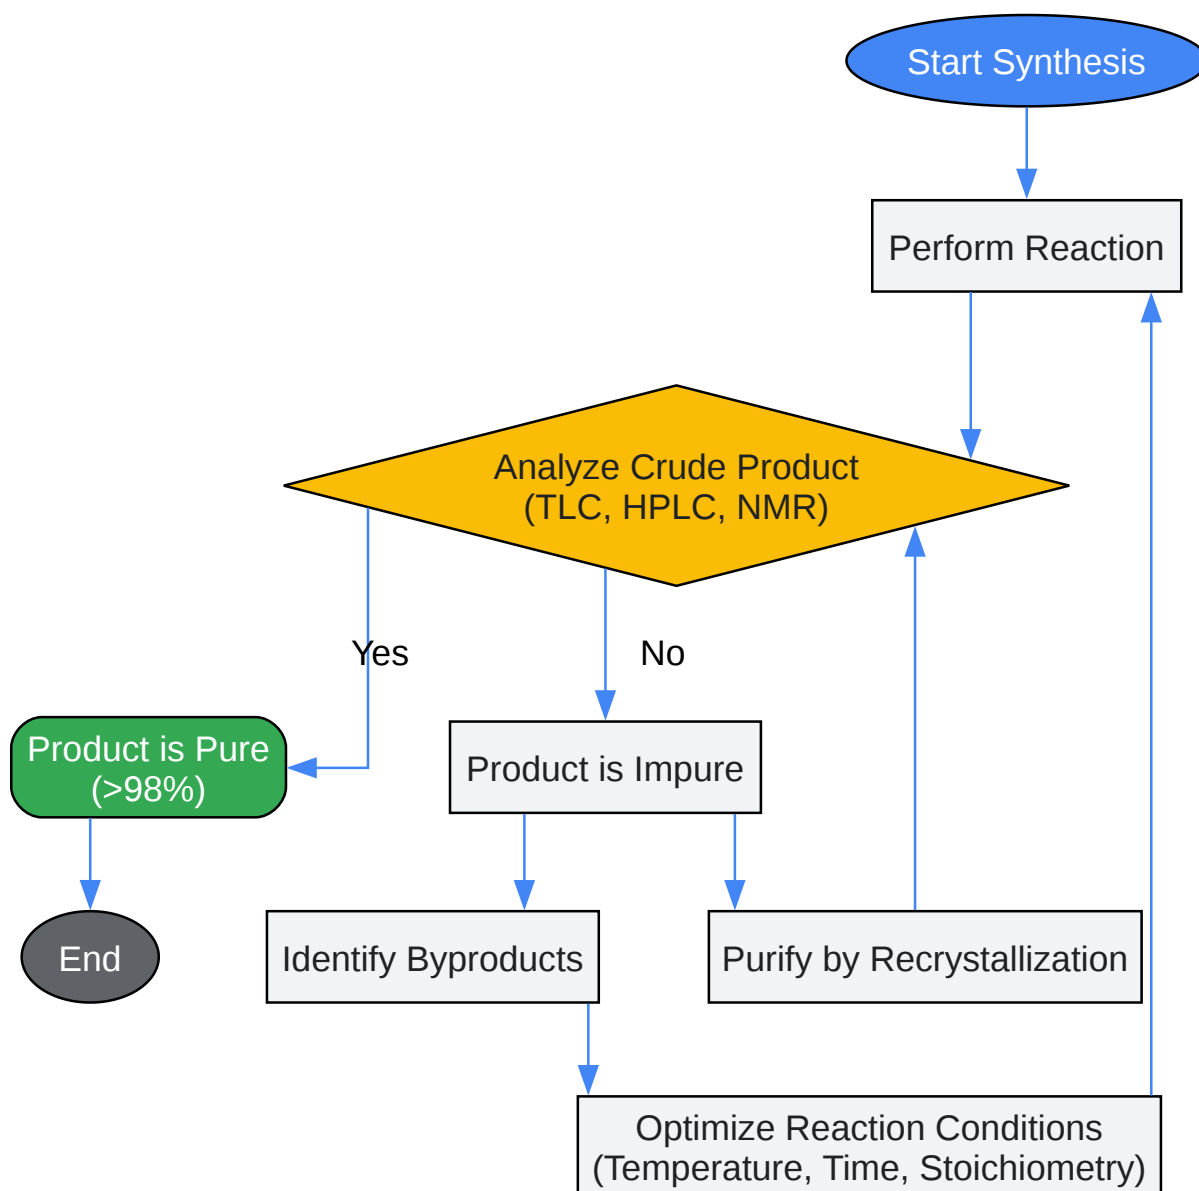 Start Synthesis
Perform Reaction
Analyze Crude Product
(TLC, HPLC, NMR)
Yes
No
Product is Pure
(>98%)
Product is Impure
End
Identify Byproducts
Purify by Recrystallization
Optimize Reaction Conditions
(Temperature, Time, Stoichiometry)